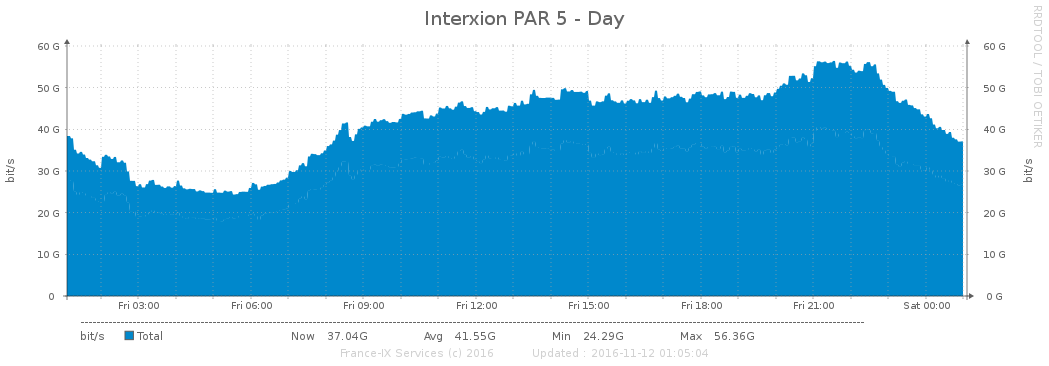 Interxion PAR 5 - Day
RRDTOOL / TOBI OETIKER
60 G 60 G
50 G 50 G
40 G 40 G
30 G 30 G
20 G 20 G
10 G 10 G
0 0 G
bit/s
bit/s
Fri 03:00 Fri 06:00 Fri 09:00 Fri 12:00 Fri 15:00 Fri 18:00 Fri 21:00 Sat 00:00
bit/s Total Now 37.04G Avg 41.55G Min 24.29G Max 56.36G
France-IX Services (c) 2016 Updated : 2016-11-12 01:05:04